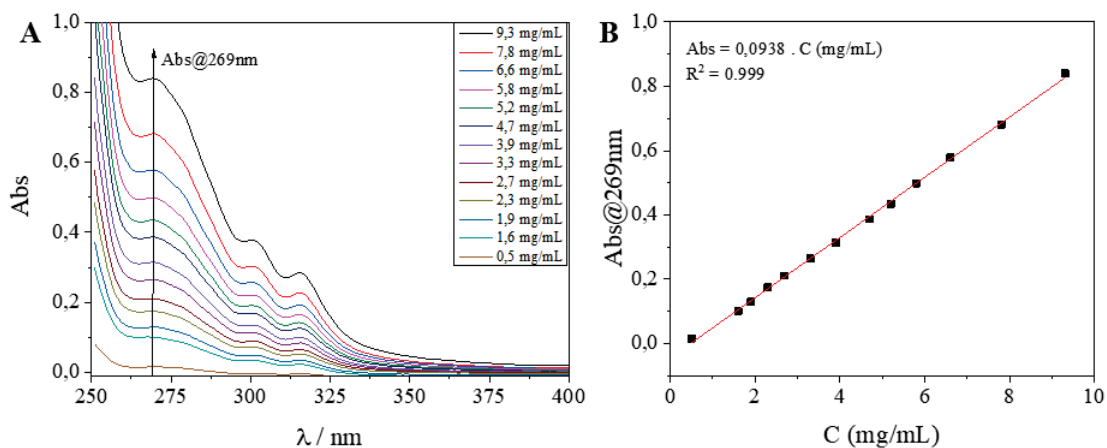 A
Abs@269nm
9,3 mg/mL
7,8 mg/mL
6,6 mg/mL
5,8 mg/mL
5,2 mg/mL
4,7 mg/mL
3,9 mg/mL
3,3 mg/mL
2,7 mg/mL
2,3 mg/mL
1,9 mg/mL
1,6 mg/mL
0,5 mg/mL
1,0
0,8
0,6
0,4
0,2
0,0
Abs
250 275 300 325 350 375 400
λ / nm
B
Abs = 0,0938 . C (mg/mL)
R² = 0.999
1,0
0,8
0,6
0,4
0,2
0,0
Abs@269nm
0 2 4 6 8 10
C (mg/mL)